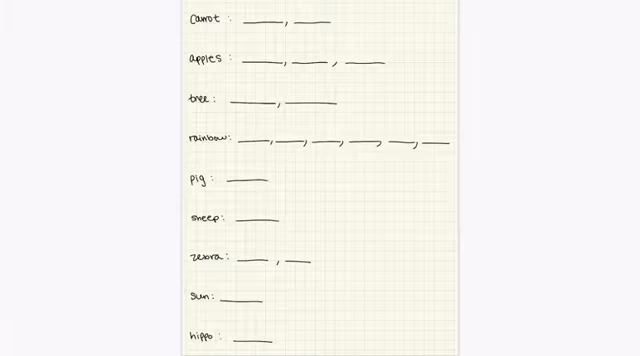 carrot: ____, ____
apples: ____, ____, ____
tree: ____, ____
rainbow: ____, ____, ____, ____, ____, ____
pig: ____
sheep: ____
zebra: ____, ____
sun: ____
hippo: ____